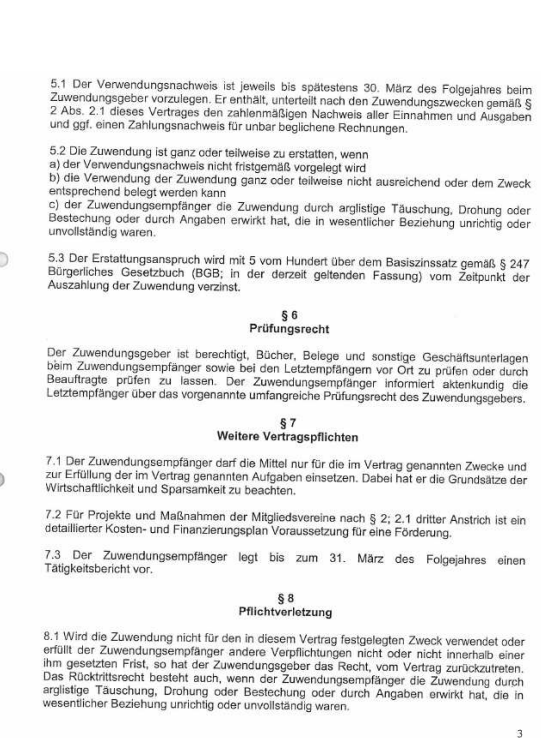 5.1 Der Verwendungsnachweis ist jeweils bis spätestens 30. März des Folgejahres beim
Zuwendungsgeber vorzulegen. Er enthält, unterteilt nach den Zuwendungszwecken gemäß §
2 Abs. 2.1 dieses Vertrages den zahlenmäßigen Nachweis aller Einnahmen und Ausgaben
und ggf. einen Zahlungsnachweis für unbar beglichene Rechnungen.
5.2 Die Zuwendung ist ganz oder teilweise zu erstatten, wenn
a) der Verwendungsnachweis nicht fristgemäß vorgelegt wird
b) die Verwendung der Zuwendung ganz oder teilweise nicht ausreichend oder dem Zweck
entsprechend belegt werden kann
c) der Zuwendungsempfänger die Zuwendung durch arglistige Täuschung, Drohung oder
Bestechung oder durch Angaben erwirkt hat, die in wesentlicher Beziehung unrichtig oder
unvollständig waren.
5.3 Der Erstattungsanspruch wird mit 5 vom Hundert über dem Basiszinssatz gemäß § 247
Bürgerliches Gesetzbuch (BGB; in der derzeit geltenden Fassung) vom Zeitpunkt der
Auszahlung der Zuwendung verzinst.
§ 6
Prüfungsrecht
Der Zuwendungsgeber ist berechtigt, Bücher, Belege und sonstige Geschäftsunterlagen
beim Zuwendungsempfänger sowie bei den Letztempfängern vor Ort zu prüfen oder durch
Beauftragte prüfen zu lassen. Der Zuwendungsempfänger informiert aktenkundig die
Letztempfänger über das vorgenannte umfangreiche Prüfungsrecht des Zuwendungsgebers.
§ 7
Weitere Vertragspflichten
7.1 Der Zuwendungsempfänger darf die Mittel nur für die im Vertrag genannten Zwecke und
zur Erfüllung der im Vertrag genannten Aufgaben einsetzen. Dabei hat er die Grundsätze der
Wirtschaftlichkeit und Sparsamkeit zu beachten.
7.2 Für Projekte und Maßnahmen der Mitgliedsvereine nach § 2; 2.1 dritter Anstrich ist ein
detaillierter Kosten- und Finanzierungsplan Voraussetzung für eine Förderung.
7.3 Der Zuwendungsempfänger legt bis zum 31. März des Folgejahres einen
Tätigkeitsbericht vor.
§ 8
Pflichtverletzung
8.1 Wird die Zuwendung nicht für den in diesem Vertrag festgelegten Zweck verwendet oder
erfüllt der Zuwendungsempfänger andere Verpflichtungen nicht oder nicht innerhalb einer
ihm gesetzten Frist, so hat der Zuwendungsgeber das Recht, vom Vertrag zurückzutreten.
Das Rücktrittsrecht besteht auch, wenn der Zuwendungsempfänger die Zuwendung durch
arglistige Täuschung, Drohung oder Bestechung oder durch Angaben erwirkt hat, die in
wesentlicher Beziehung unrichtig oder unvollständig waren.
3